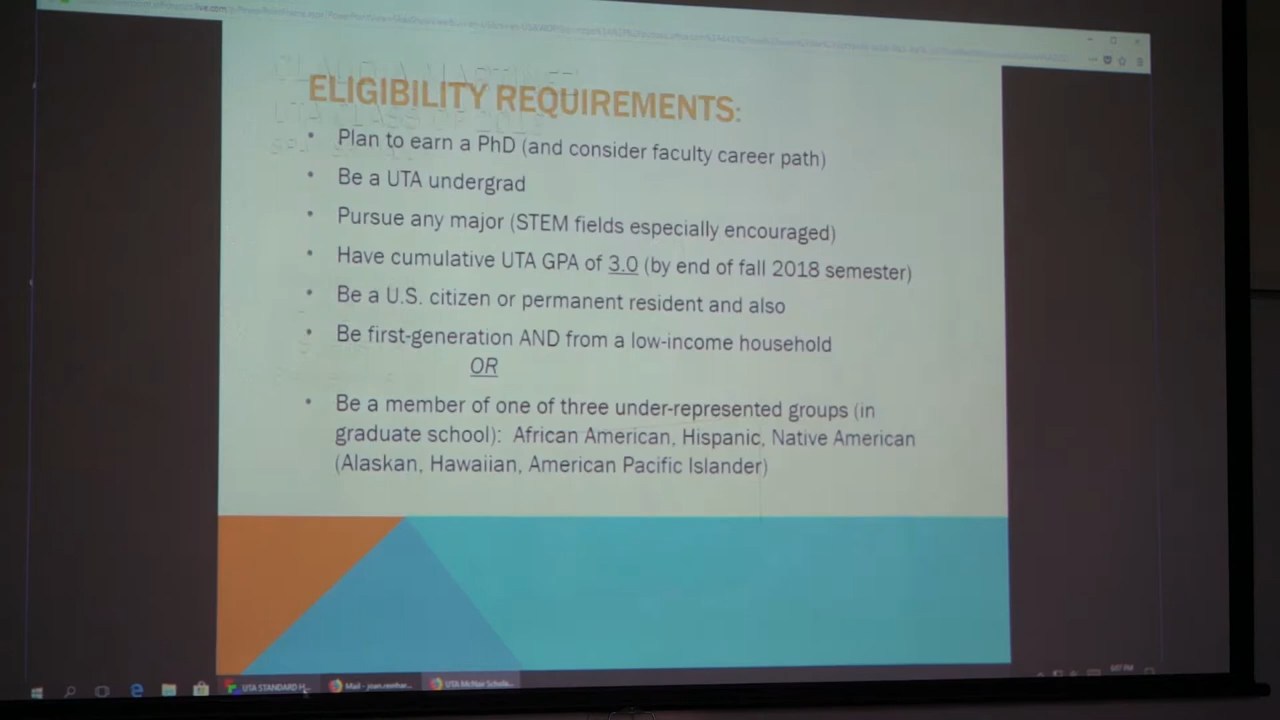 ELIGIBILITY REQUIREMENTS:
• Plan to earn a PhD (and consider faculty career path)
• Be a UTA undergrad
• Pursue any major (STEM fields especially encouraged)
• Have cumulative UTA GPA of 3.0 (by end of fall 2018 semester)
• Be a U.S. citizen or permanent resident and also
• Be first-generation AND from a low-income household
OR
• Be a member of one of three under-represented groups (in
graduate school): African American, Hispanic, Native American
(Alaskan, Hawaiian, American Pacific Islander)
UTA STANDARD H... Mail - joan.reinhar... UTA McNair Schola...